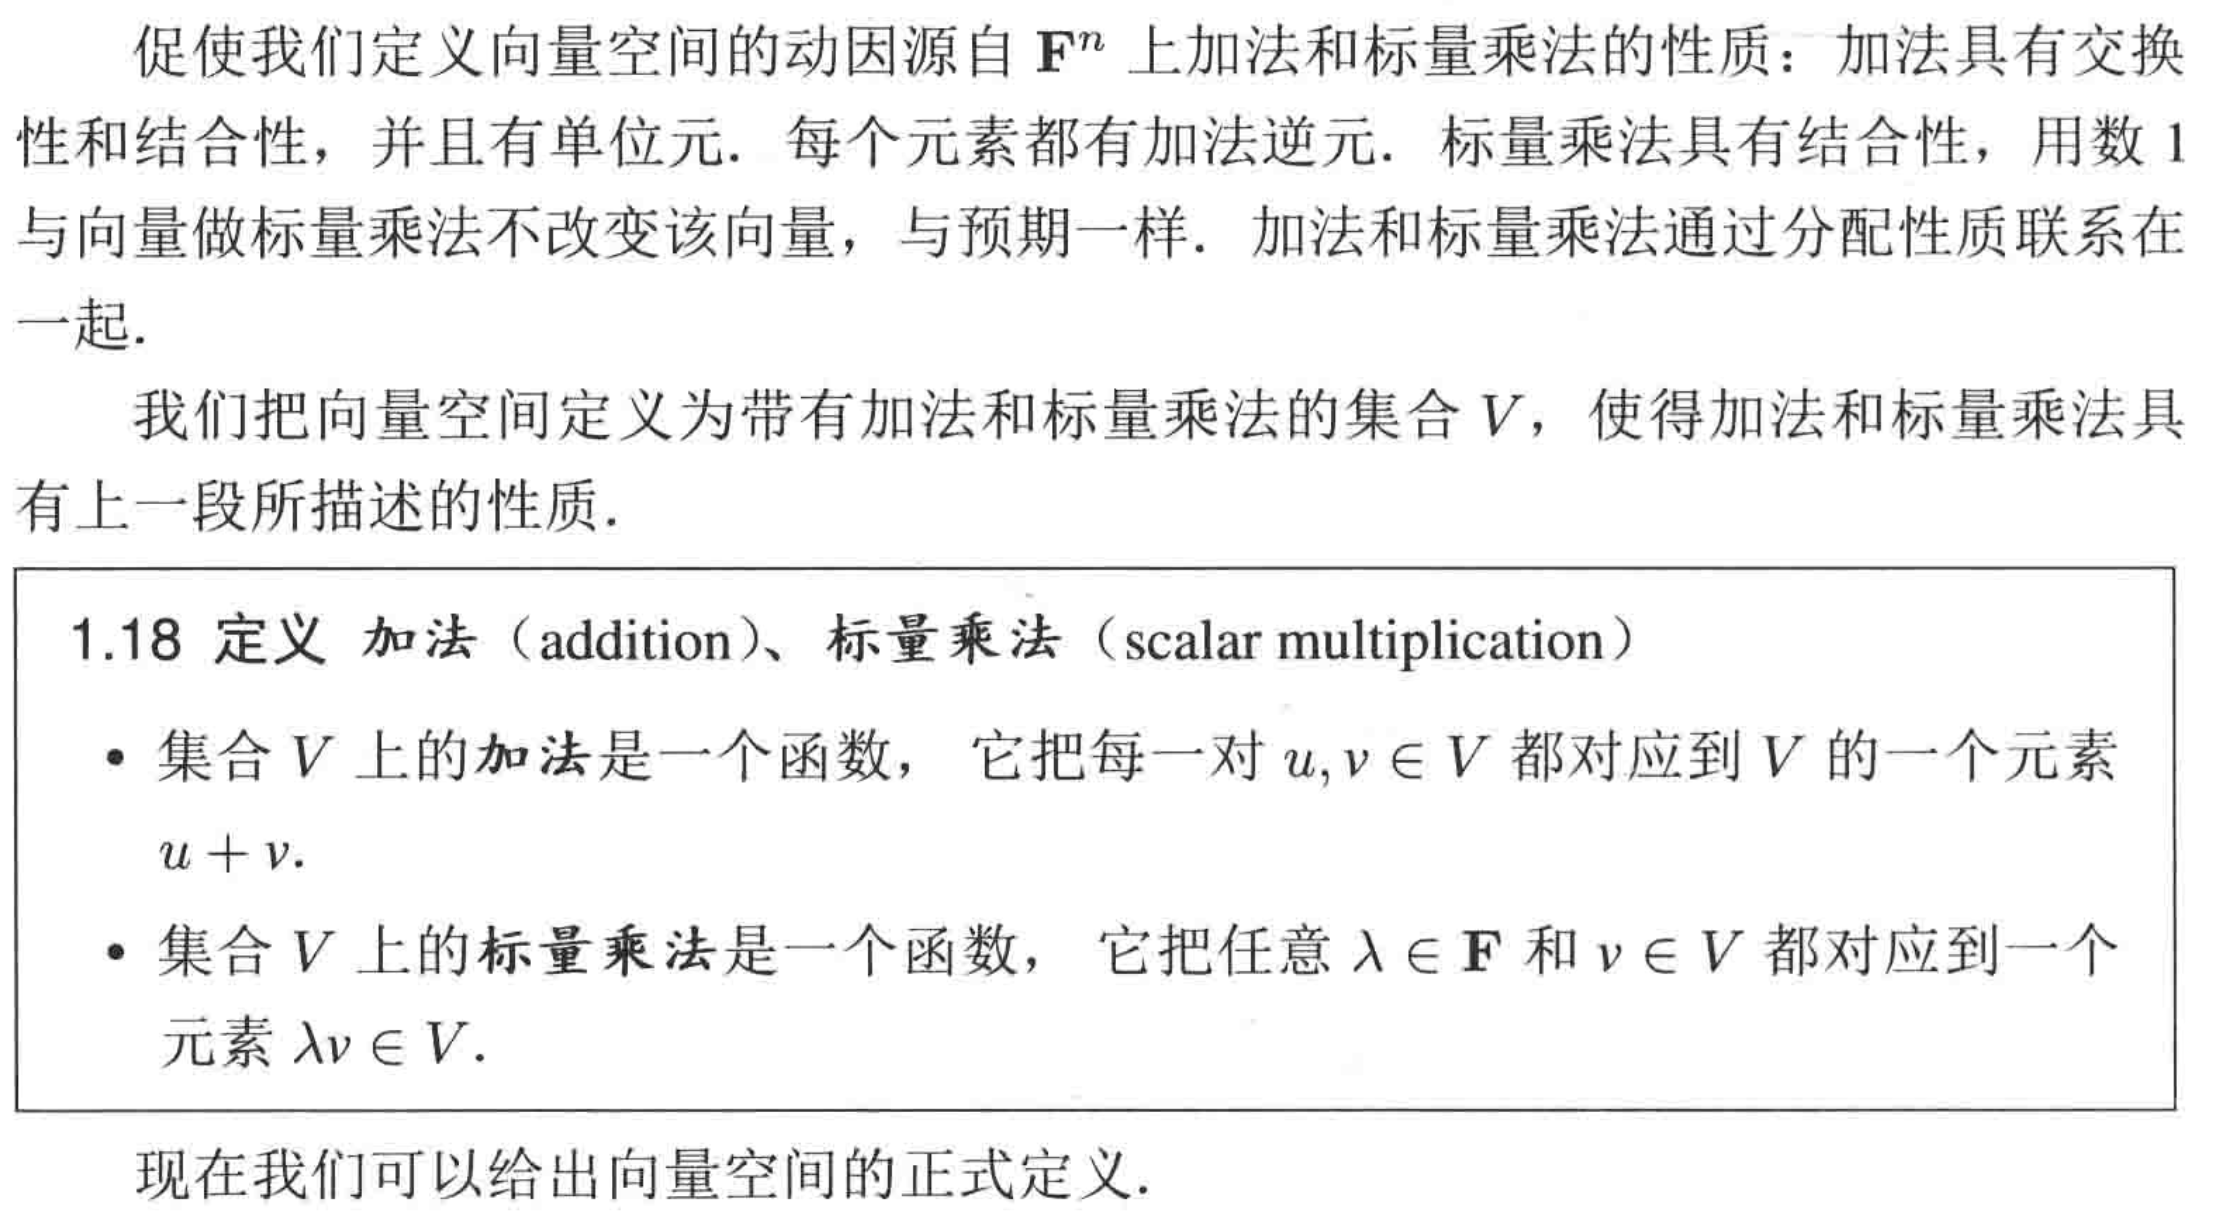 促使我们定义向量空间的动因源自 Fⁿ 上加法和标量乘法的性质：加法具有交换
性和结合性，并且有单位元．每个元素都有加法逆元．标量乘法具有结合性，用数 1
与向量做标量乘法不改变该向量，与预期一样．加法和标量乘法通过分配性质联系在
一起．
我们把向量空间定义为带有加法和标量乘法的集合 V，使得加法和标量乘法具
有上一段所描述的性质．
1.18 定义 加法（addition）、标量乘法（scalar multiplication）
• 集合 V 上的加法是一个函数， 它把每一对 u, v ∈ V 都对应到 V 的一个元素
u + v.
• 集合 V 上的标量乘法是一个函数， 它把任意 λ ∈ F 和 v ∈ V 都对应到一个
元素 λv ∈ V.
现在我们可以给出向量空间的正式定义．